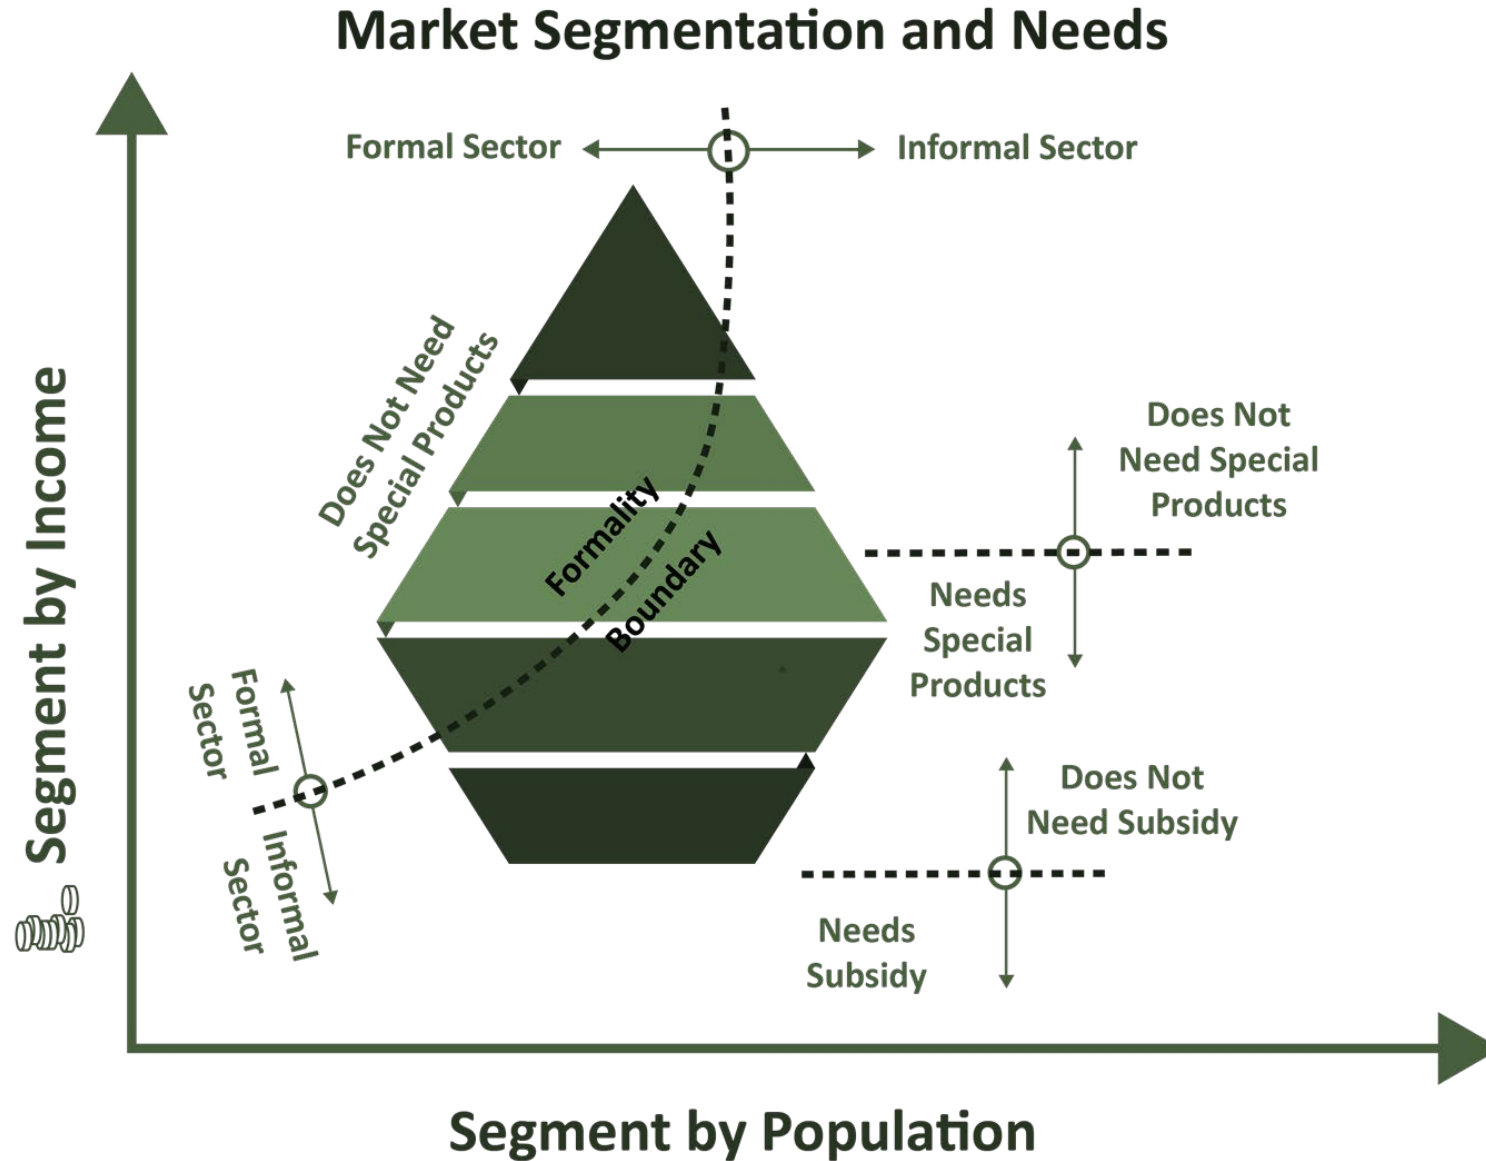 Market Segmentation and Needs
Formal Sector
Informal Sector
Does Not Need
Special Products
Does Not
Need Special
Products
Formality
Boundary
Needs
Special
Products
Formal
Sector
Informal
Sector
Does Not
Need Subsidy
Needs
Subsidy
Segment by Income
Segment by Population